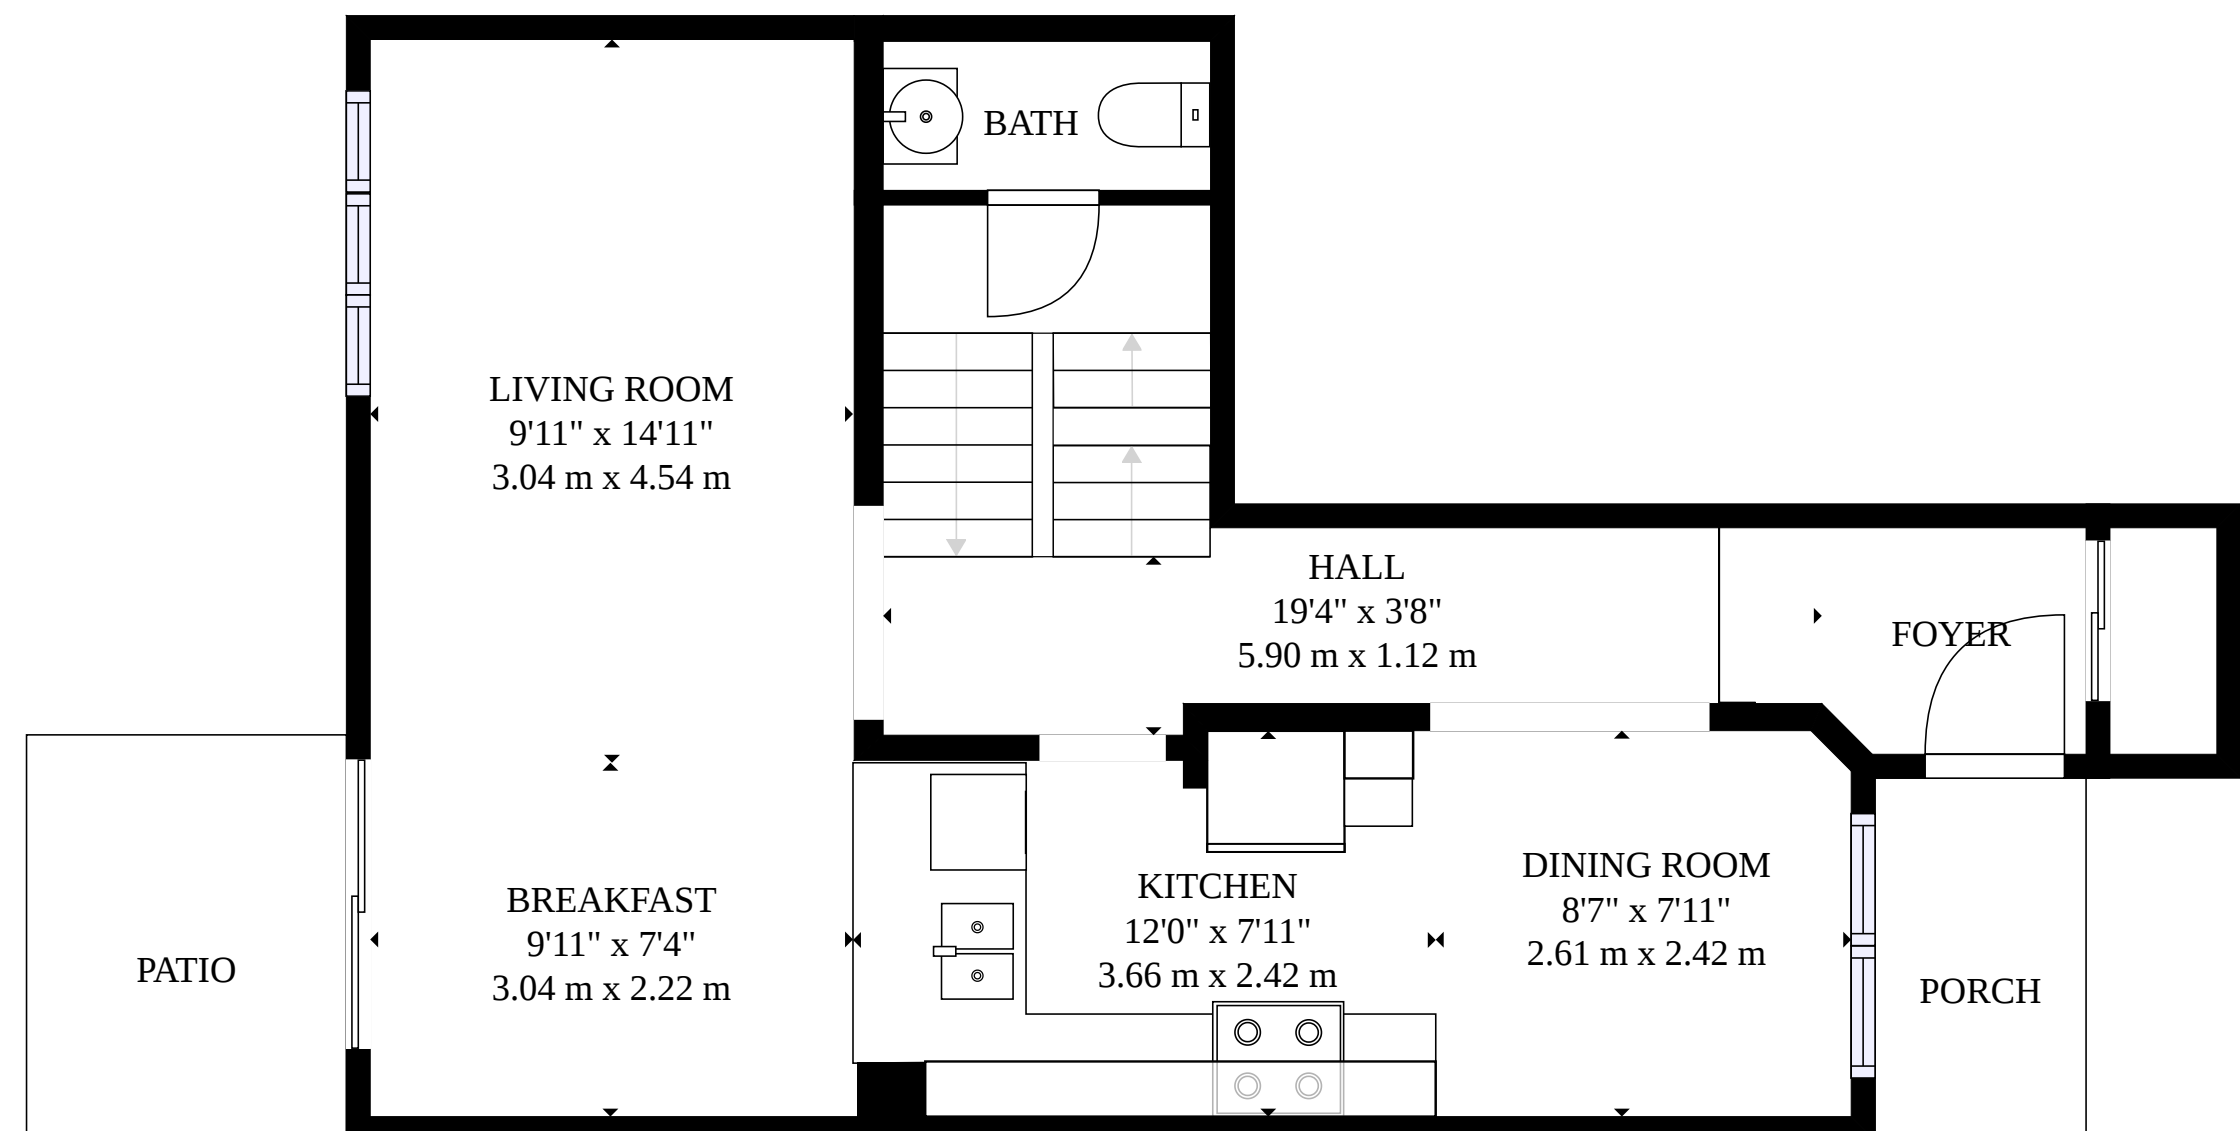 BATH
LIVING ROOM
9'11" x 14'11"
3.04 m x 4.54 m
HALL
19'4" x 3'8"
5.90 m x 1.12 m
FOYER
BREAKFAST
9'11" x 7'4"
3.04 m x 2.22 m
KITCHEN
12'0" x 7'11"
3.66 m x 2.42 m
DINING ROOM
8'7" x 7'11"
2.61 m x 2.42 m
PATIO
PORCH